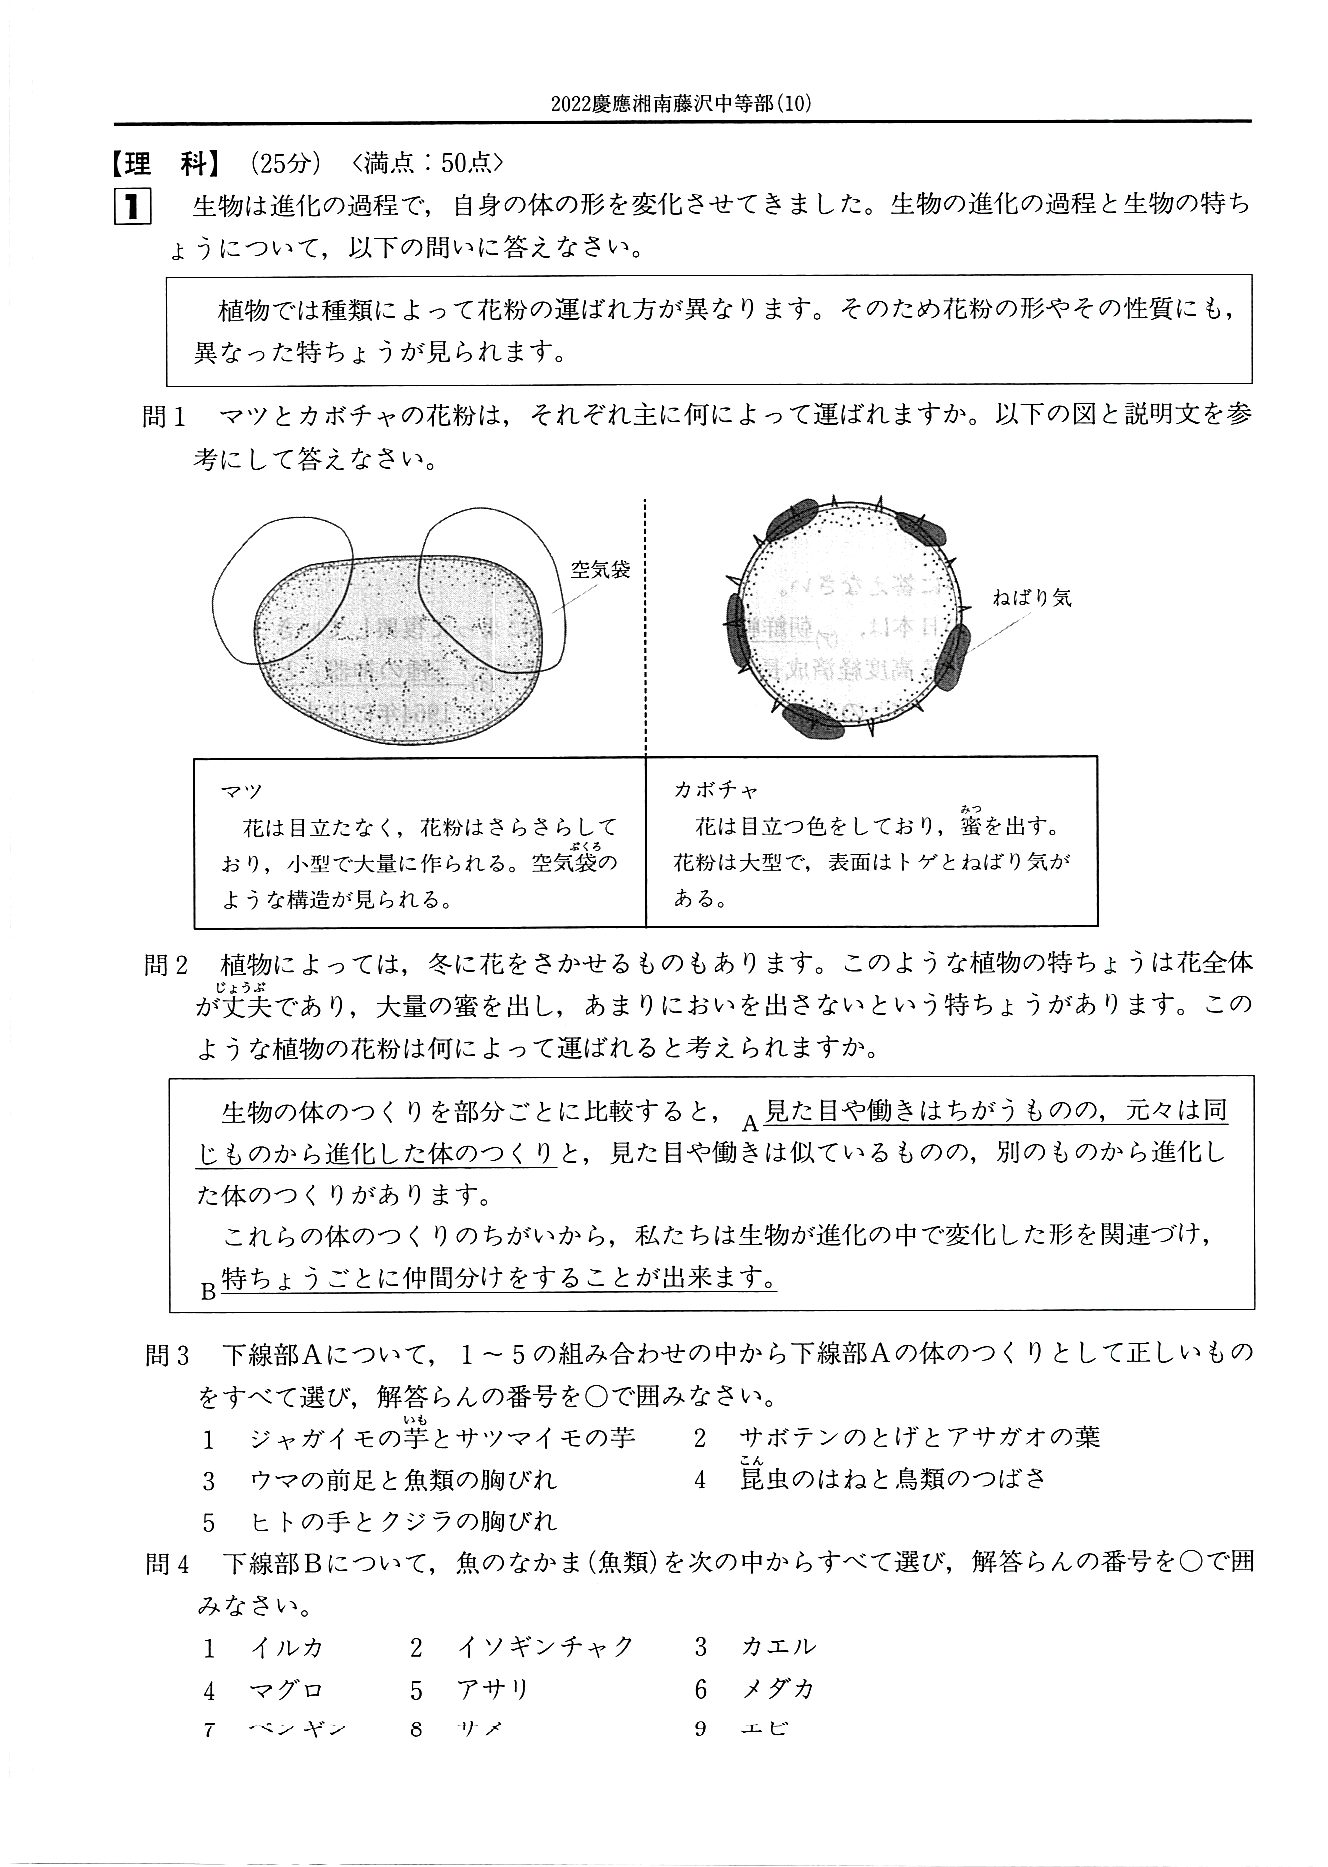 2022慶應湘南藤沢中等部(10)
【理　科】 (25分) 〈満点：50点〉
1　生物は進化の過程で，自身の体の形を変化させてきました。生物の進化の過程と生物の特ち
ょうについて，以下の問いに答えなさい。
植物では種類によって花粉の運ばれ方が異なります。そのため花粉の形やその性質にも，
異なった特ちょうが見られます。
問1　マツとカボチャの花粉は，それぞれ主に何によって運ばれますか。以下の図と説明文を参
考にして答えなさい。
空気袋
ねばり気
マツ
花は目立たなく，花粉はさらさらして
おり，小型で大量に作られる。空気袋(ぶくろ)の
ような構造が見られる。
カボチャ
花は目立つ色をしており，蜜(みつ)を出す。
花粉は大型で，表面はトゲとねばり気が
ある。
問2　植物によっては，冬に花をさかせるものもあります。このような植物の特ちょうは花全体
が丈夫(じょうぶ)であり，大量の蜜を出し，あまりにおいを出さないという特ちょうがあります。この
ような植物の花粉は何によって運ばれると考えられますか。
生物の体のつくりを部分ごとに比較すると，A見た目や働きはちがうものの，元々は同
じものから進化した体のつくりと，見た目や働きは似ているものの，別のものから進化し
た体のつくりがあります。
これらの体のつくりのちがいから，私たちは生物が進化の中で変化した形を関連づけ，
B特ちょうごとに仲間分けをすることが出来ます。
問3　下線部Aについて，1～5の組み合わせの中から下線部Aの体のつくりとして正しいもの
をすべて選び，解答らんの番号を○で囲みなさい。
1　ジャガイモの芋(いも)とサツマイモの芋　2　サボテンのとげとアサガオの葉
3　ウマの前足と魚類の胸びれ　4　昆(こん)虫のはねと鳥類のつばさ
5　ヒトの手とクジラの胸びれ
問4　下線部Bについて，魚のなかま(魚類)を次の中からすべて選び，解答らんの番号を○で囲
みなさい。
1　イルカ　2　イソギンチャク　3　カエル
4　マグロ　5　アサリ　6　メダカ
7　ペンギン　8　サメ　9　エビ